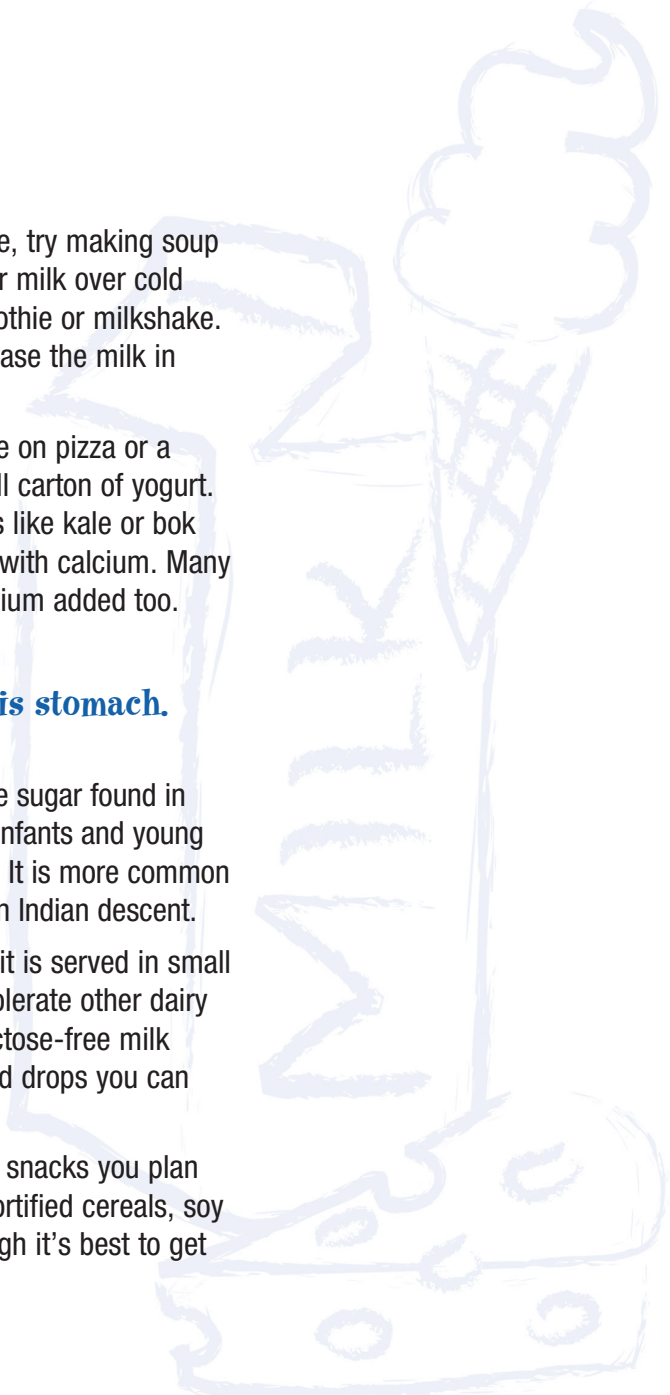 e, try making soup
r milk over cold
othie or milkshake.
ase the milk in
e on pizza or a
ll carton of yogurt.
s like kale or bok
with calcium. Many
ium added too.
is stomach.
e sugar found in
nfants and young
It is more common
n Indian descent.
it is served in small
olerate other dairy
ctose-free milk
d drops you can
snacks you plan
ortified cereals, soy
gh it’s best to get
MILK